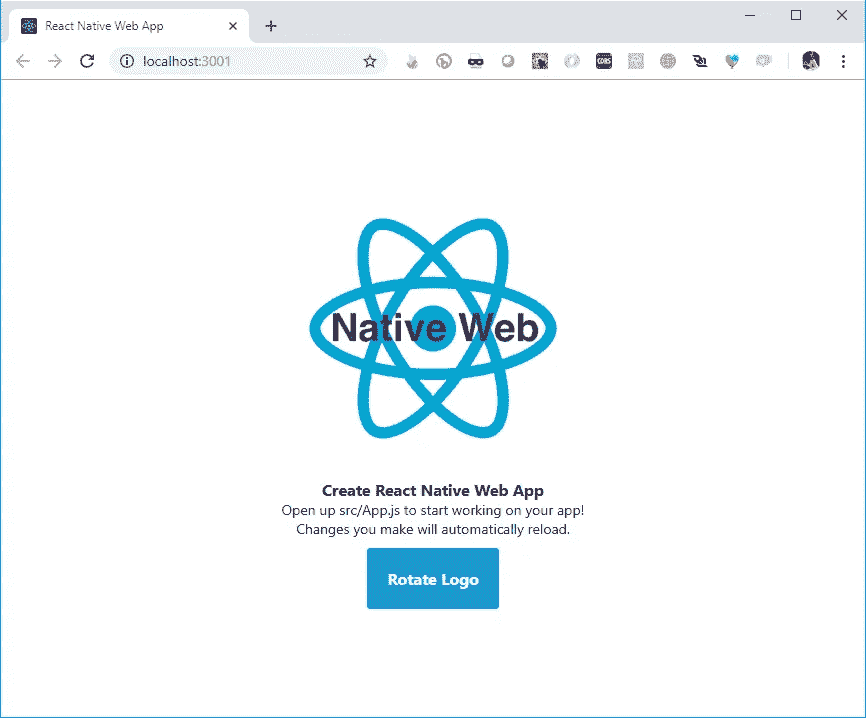 React Native Web App
localhost:3001
CORS
Native Web
Create React Native Web App
Open up src/App.js to start working on your app!
Changes you make will automatically reload.
Rotate Logo